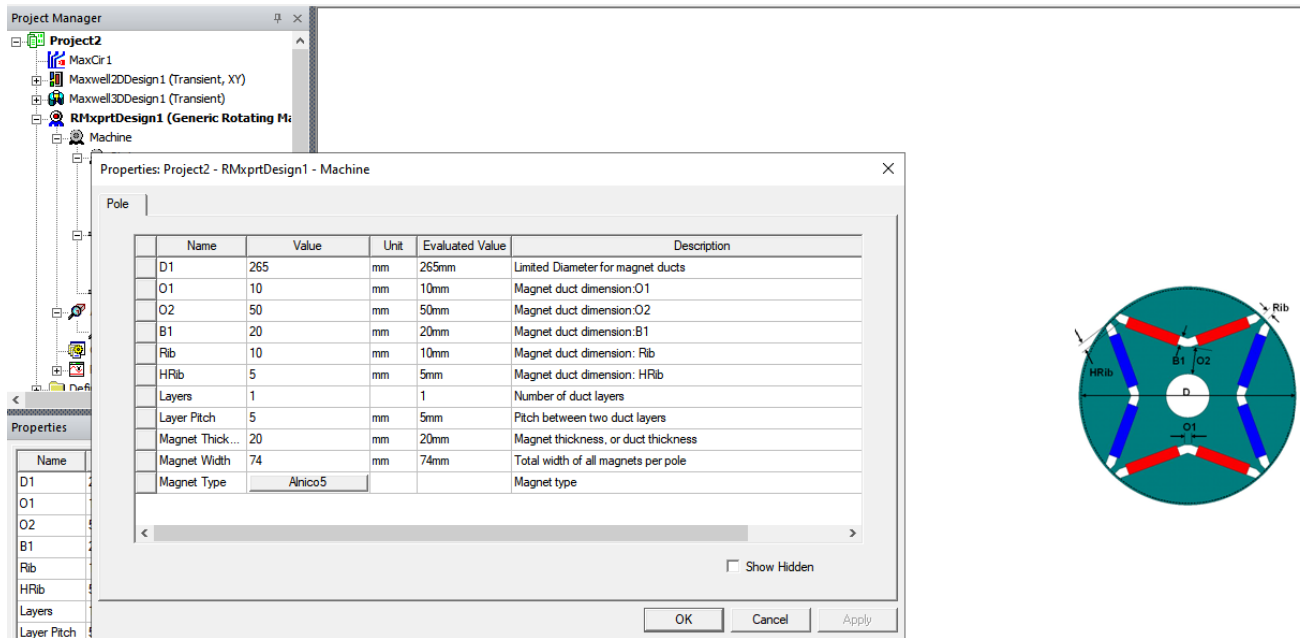 Project Manager
Project2
MaxCir1
Maxwell2DDesign1 (Transient, XY)
Maxwell3DDesign1 (Transient)
RMxprtDesign1 (Generic Rotating Ma
Machine
Properties: Project2 - RMxprtDesign1 - Machine
Pole
Name Value Unit Evaluated Value Description
D1 265 mm 265mm Limited Diameter for magnet ducts
O1 10 mm 10mm Magnet duct dimension:O1
O2 50 mm 50mm Magnet duct dimension:O2
B1 20 mm 20mm Magnet duct dimension:B1
Rib 10 mm 10mm Magnet duct dimension: Rib
HRib 5 mm 5mm Magnet duct dimension: HRib
Layers 1 1 Number of duct layers
Layer Pitch 5 mm 5mm Pitch between two duct layers
Magnet Thick... 20 mm 20mm Magnet thickness, or duct thickness
Magnet Width 74 mm 74mm Total width of all magnets per pole
Magnet Type Alnico5 Magnet type
Show Hidden
OK Cancel Apply
Defi
Properties
Name
D1
O1
O2
B1
Rib
HRib
Layers
Layer Pitch
Rib
B1 O2
HRib
D
O1